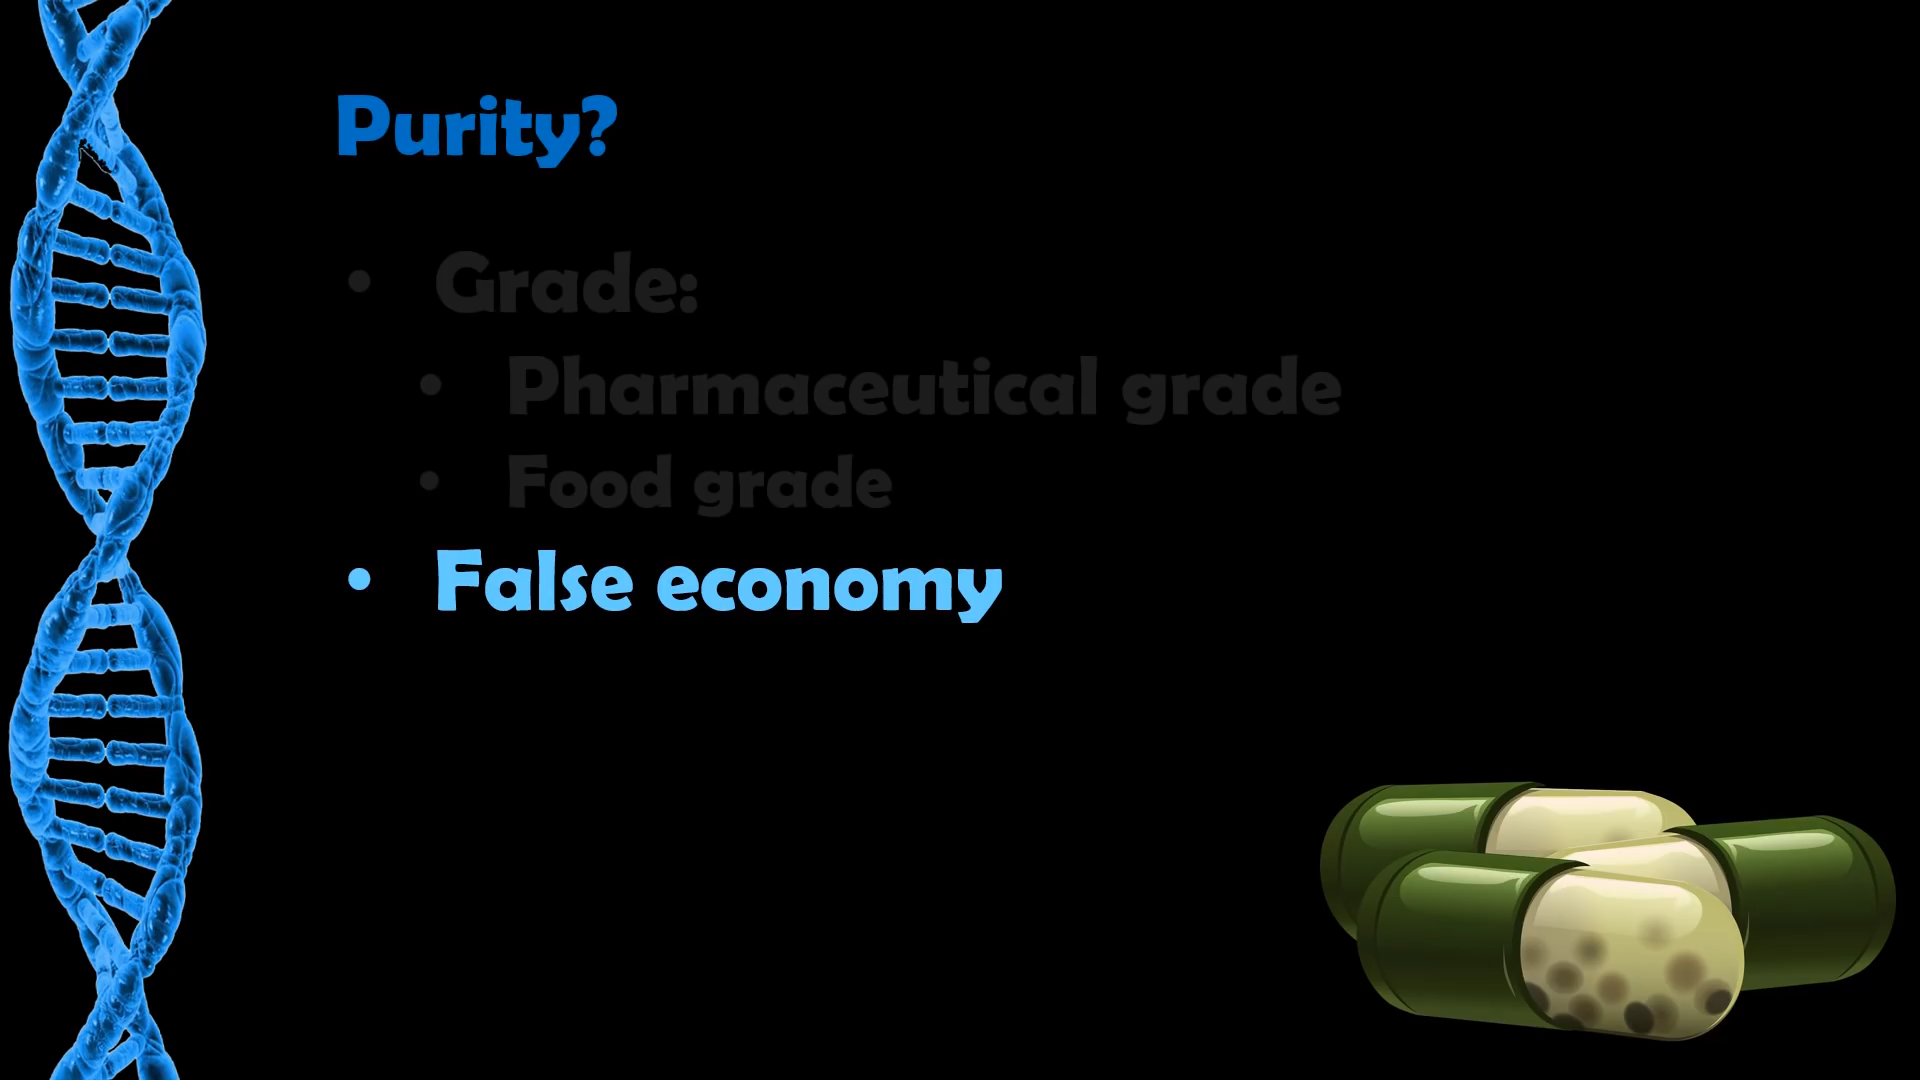 Purity?
• Grade:
• Pharmaceutical grade
• Food grade
• False economy